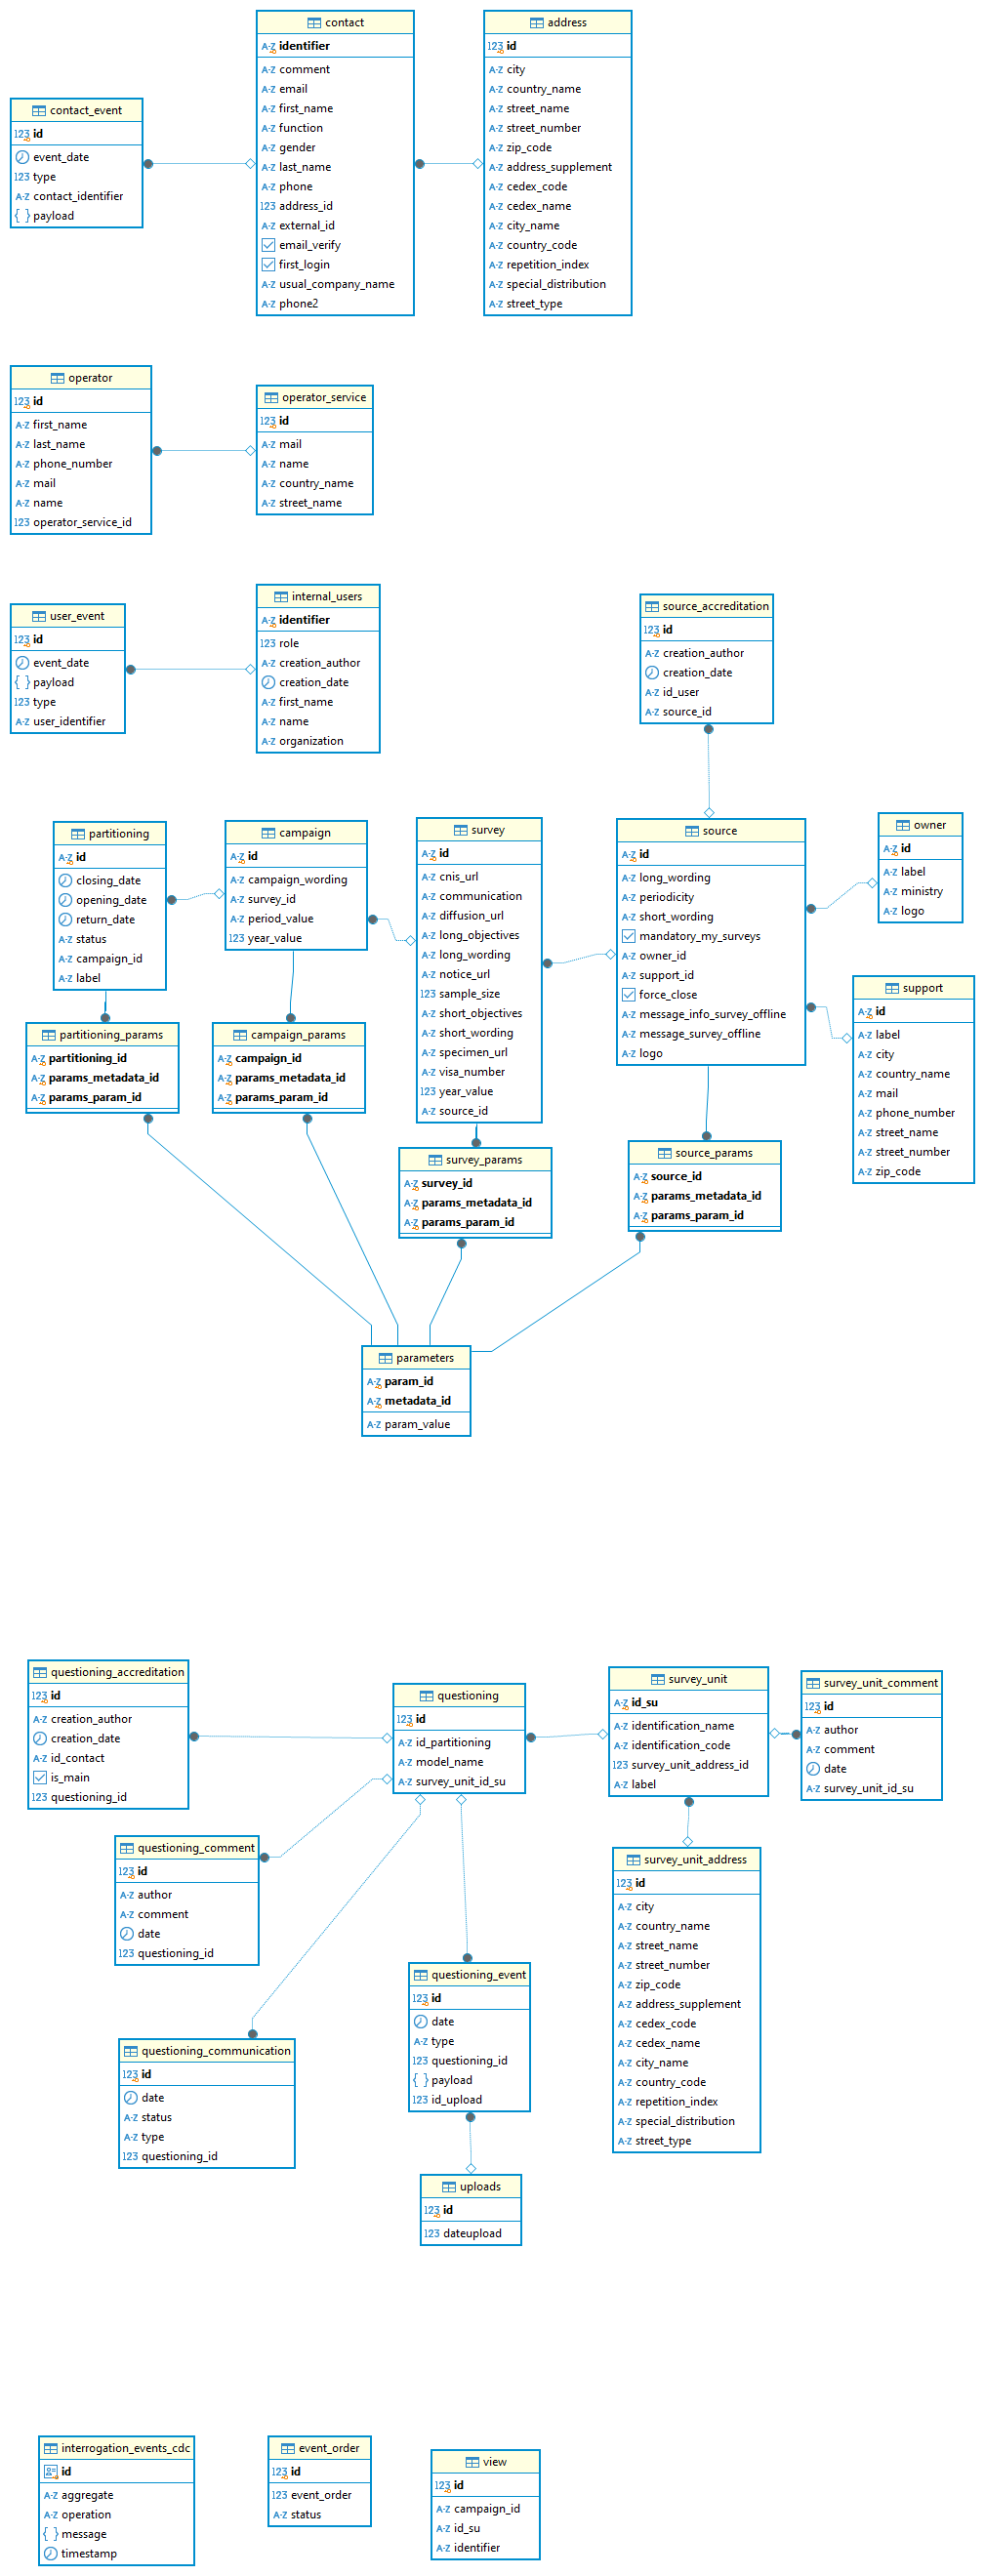 contact
identifier
comment
email
first_name
function
gender
last_name
phone
address_id
external_id
email_verify
first_login
usual_company_name
phone2
address
id
city
country_name
street_name
street_number
zip_code
address_supplement
cedex_code
cedex_name
city_name
country_code
repetition_index
special_distribution
street_type
contact_event
id
event_date
type
contact_identifier
payload
operator
id
first_name
last_name
phone_number
mail
name
operator_service_id
operator_service
id
mail
name
country_name
street_name
user_event
id
event_date
payload
type
user_identifier
internal_users
identifier
role
creation_author
creation_date
first_name
name
organization
source_accreditation
id
creation_author
creation_date
id_user
source_id
partitioning
id
closing_date
opening_date
return_date
status
campaign_id
label
campaign
id
campaign_wording
survey_id
period_value
year_value
survey
id
cnis_url
communication
diffusion_url
long_objectives
long_wording
notice_url
sample_size
short_objectives
short_wording
specimen_url
visa_number
year_value
source_id
source
id
long_wording
periodicity
short_wording
mandatory_my_surveys
owner_id
support_id
force_close
message_info_survey_offline
message_survey_offline
logo
owner
id
label
ministry
logo
support
id
label
city
country_name
mail
phone_number
street_name
street_number
zip_code
partitioning_params
partitioning_id
params_metadata_id
params_param_id
campaign_params
campaign_id
params_metadata_id
params_param_id
survey_params
survey_id
params_metadata_id
params_param_id
source_params
source_id
params_metadata_id
params_param_id
parameters
param_id
metadata_id
param_value
questioning_accreditation
id
creation_author
creation_date
id_contact
is_main
questioning_id
questioning
id
id_partitioning
model_name
survey_unit_id_su
survey_unit
id_su
identification_name
identification_code
survey_unit_address_id
label
survey_unit_comment
id
author
comment
date
survey_unit_id_su
questioning_comment
id
author
comment
date
questioning_id
survey_unit_address
id
city
country_name
street_name
street_number
zip_code
address_supplement
cedex_code
cedex_name
city_name
country_code
repetition_index
special_distribution
street_type
questioning_event
id
date
type
questioning_id
payload
id_upload
questioning_communication
id
date
status
type
questioning_id
uploads
id
dateupload
interrogation_events_cdc
id
aggregate
operation
message
timestamp
event_order
id
event_order
status
view
id
campaign_id
id_su
identifier